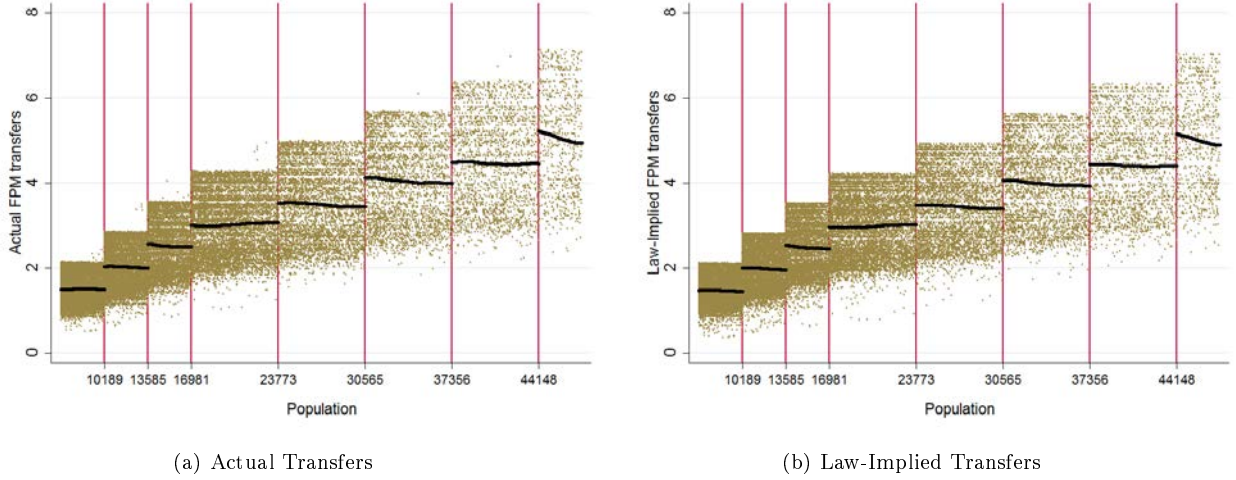 Actual FPM transfers
8
6
4
2
0
10189 13585 16981 23773 30565 37356 44148
Population
(a) Actual Transfers
Law-Implied FPM transfers
8
6
4
2
0
10189 13585 16981 23773 30565 37356 44148
Population
(b) Law-Implied Transfers